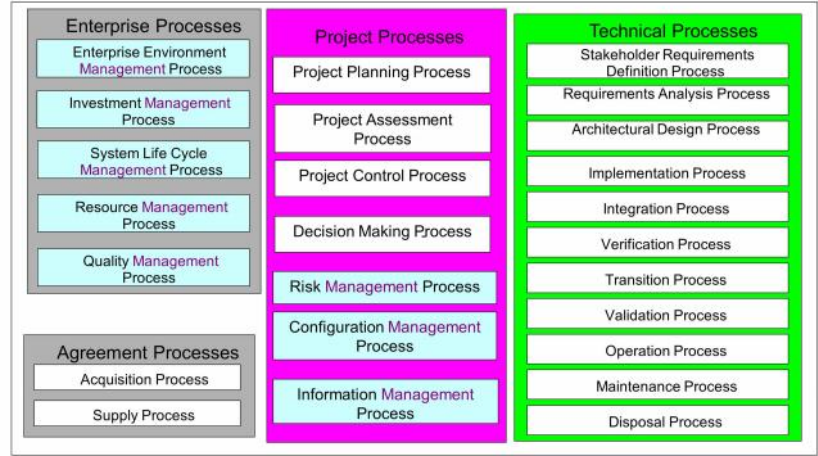 Enterprise Processes
Enterprise Environment
Management Process
Investment Management
Process
System Life Cycle
Management Process
Resource Management
Process
Quality Management
Process
Agreement Processes
Acquisition Process
Supply Process
Project Processes
Project Planning Process
Project Assessment
Process
Project Control Process
Decision Making Process
Risk Management Process
Configuration Management
Process
Information Management
Process
Technical Processes
Stakeholder Requirements
Definition Process
Requirements Analysis Process
Architectural Design Process
Implementation Process
Integration Process
Verification Process
Transition Process
Validation Process
Operation Process
Maintenance Process
Disposal Process